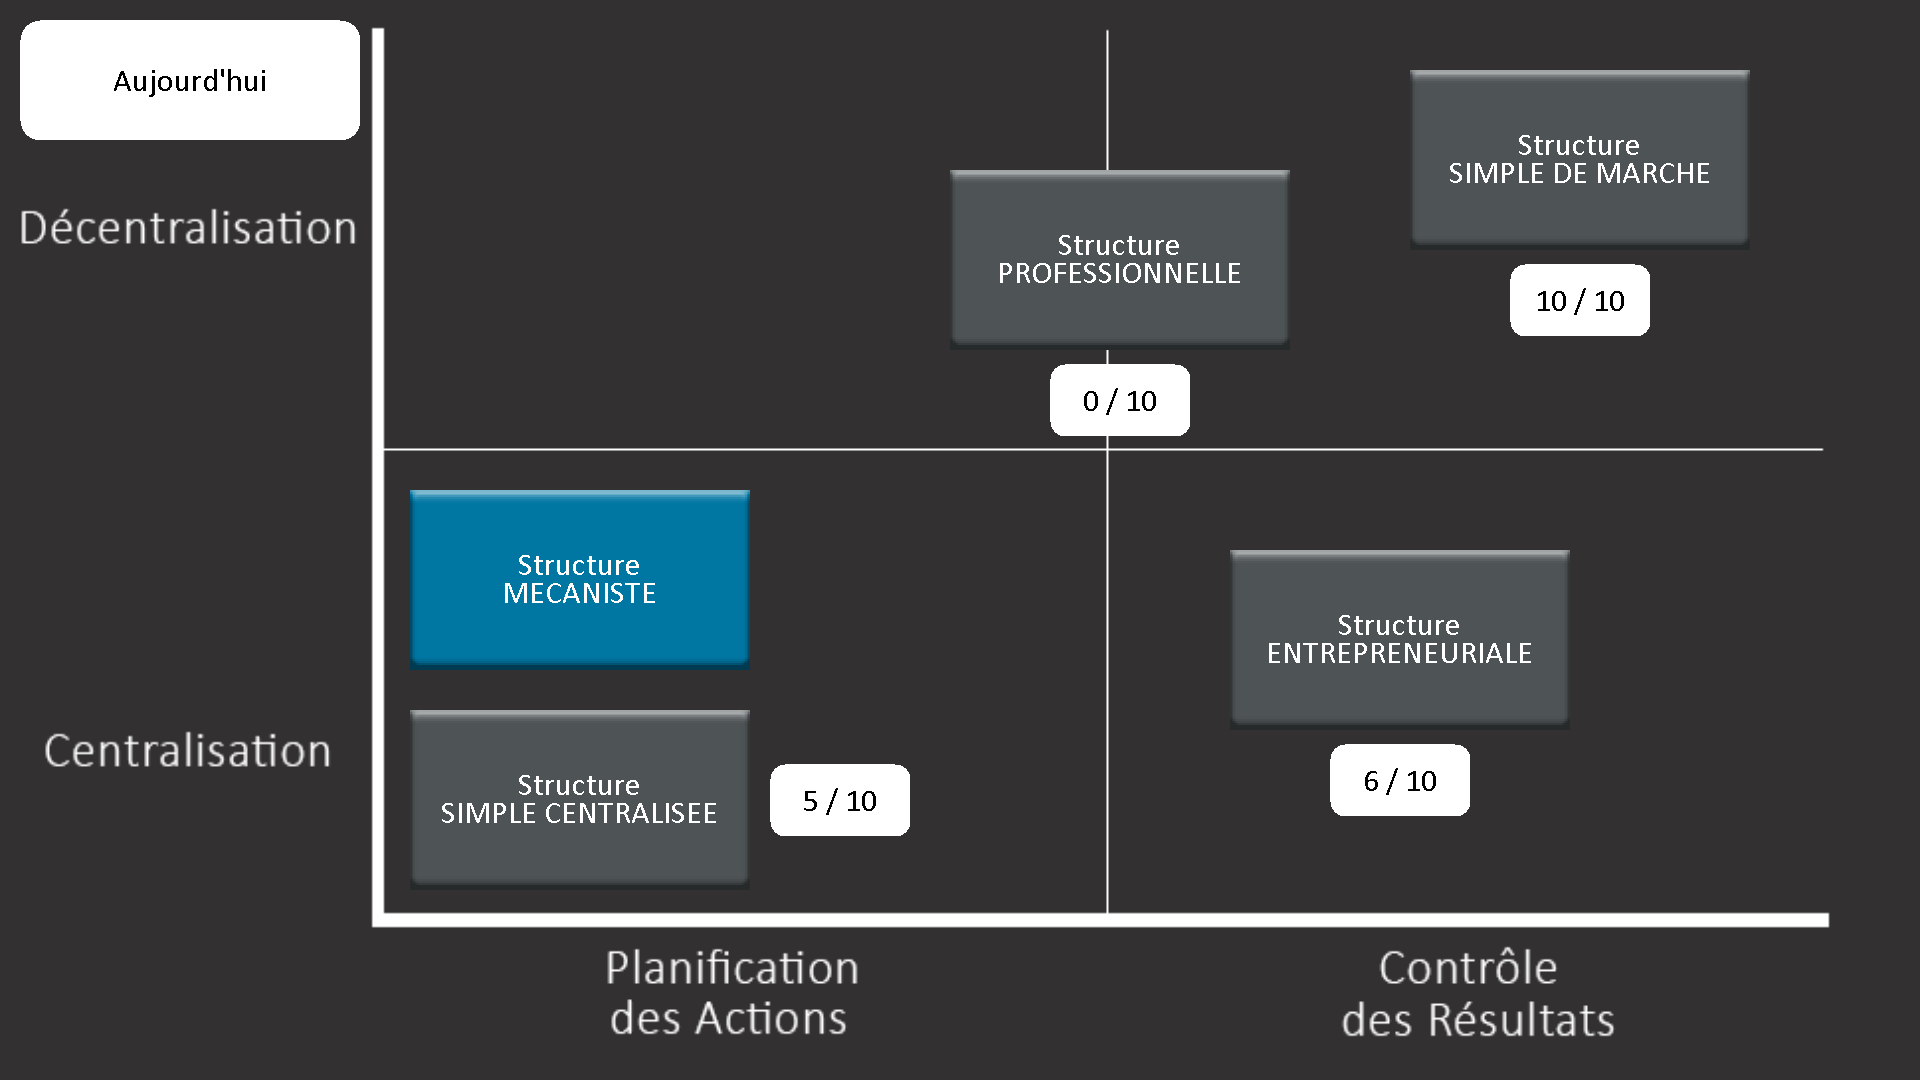 Aujourd'hui
Structure
SIMPLE DE MARCHE
10 / 10
Décentralisation
Structure
PROFESSIONNELLE
0 / 10
Structure
MECANISTE
Structure
ENTREPRENEURIALE
6 / 10
Centralisation
Structure
SIMPLE CENTRALISEE
5 / 10
Planification
des Actions
Contrôle
des Résultats